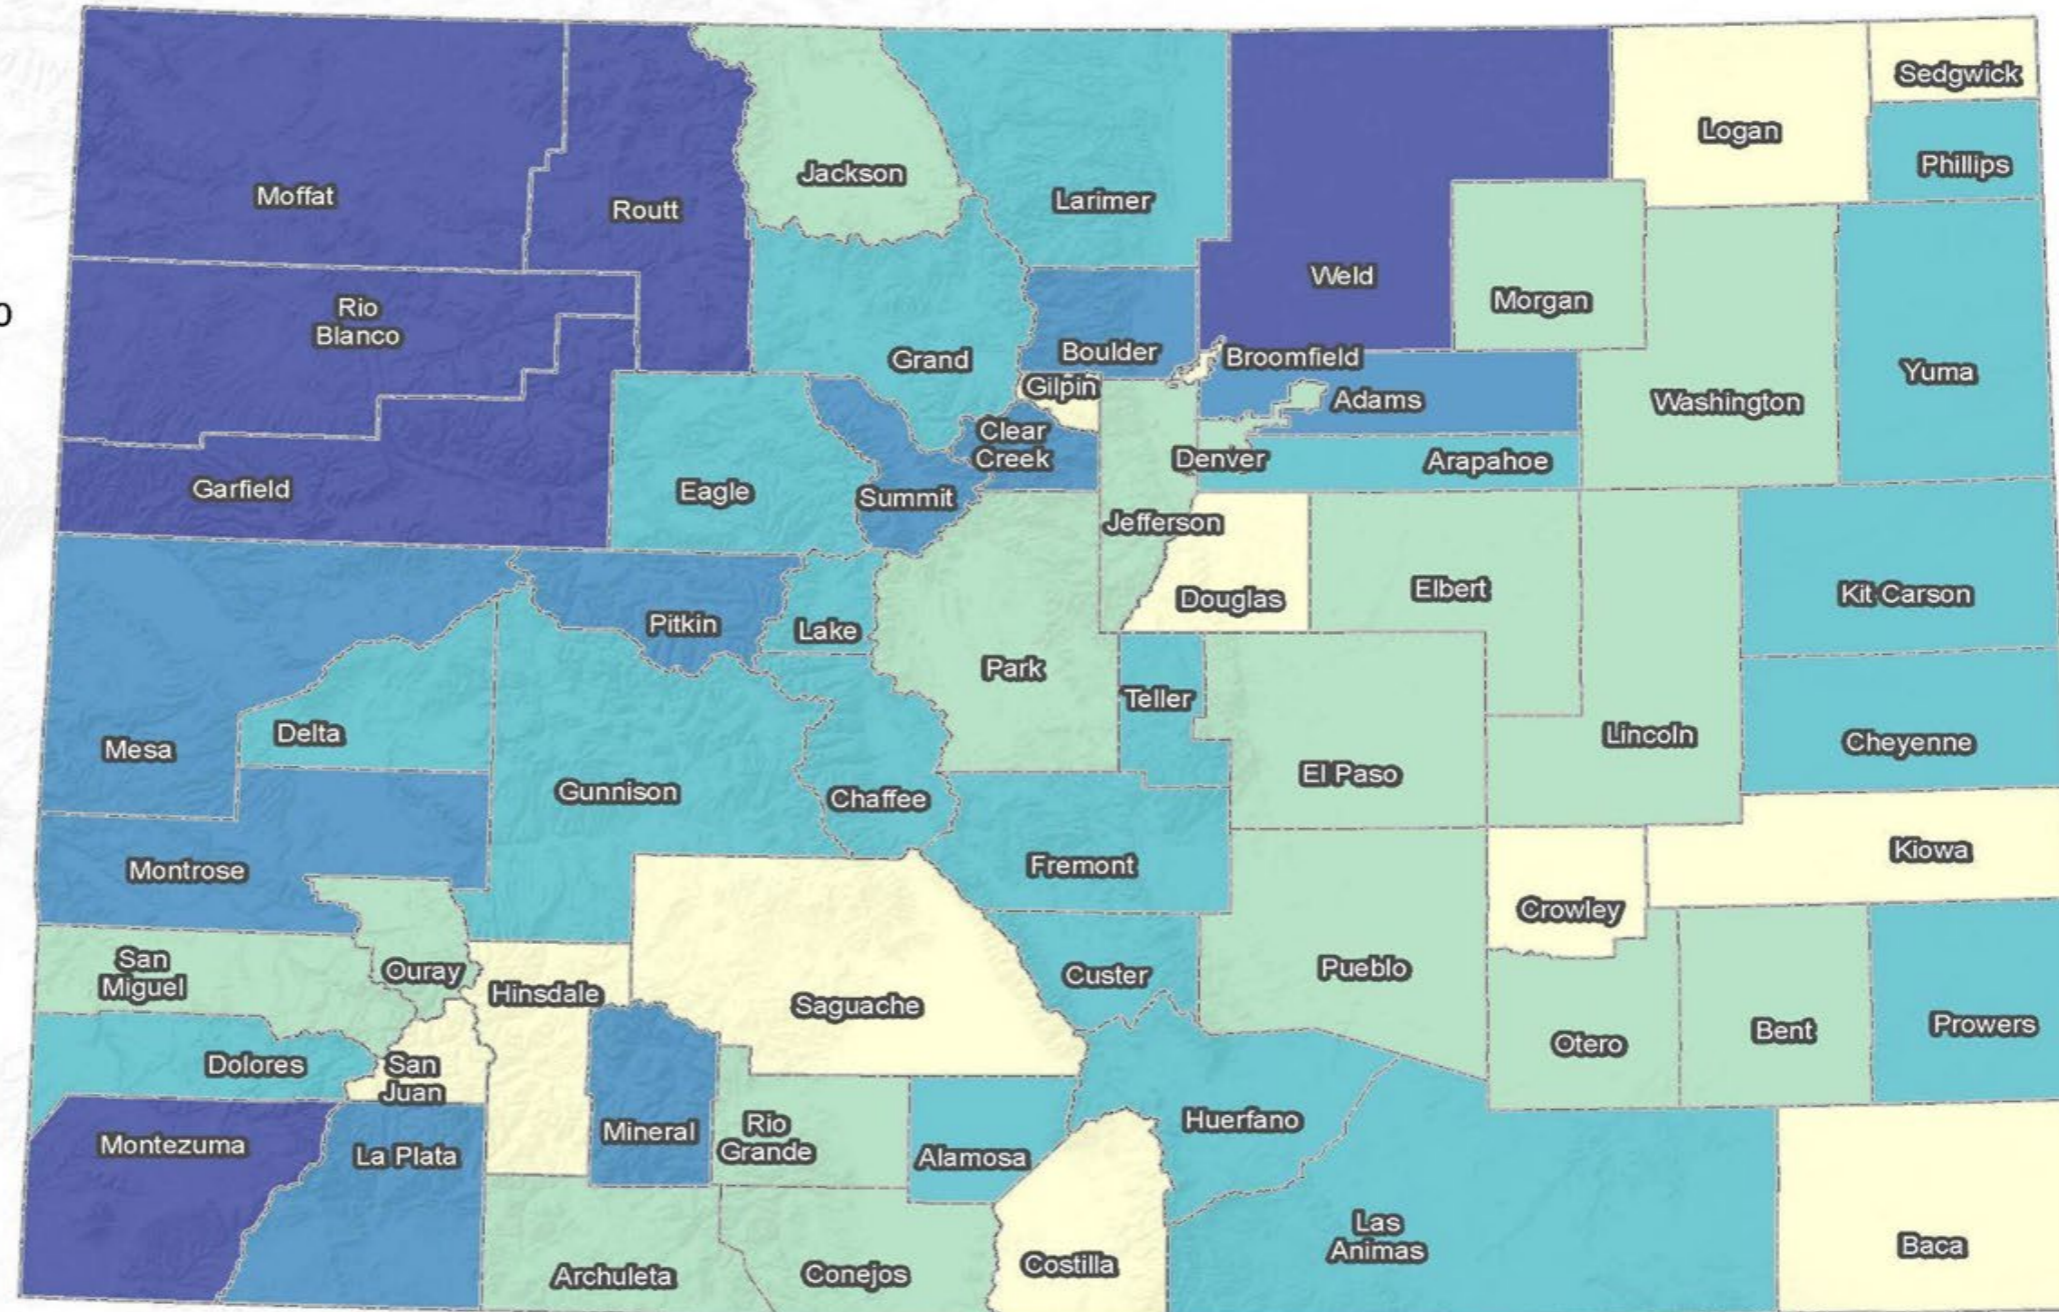 Sedgwick
Logan
Phillips
Moffat
Routt
Jackson
Larimer
Weld
Morgan
Rio
Blanco
0
Grand
Boulder
Broomfield
Gilpin
Adams
Washington
Yuma
Clear
Creek
Denver
Arapahoe
Garfield
Eagle
Summit
Jefferson
Douglas
Elbert
Kit Carson
Pitkin
Lake
Park
Teller
Mesa
Delta
Gunnison
Chaffee
El Paso
Lincoln
Cheyenne
Montrose
Fremont
Kiowa
Crowley
San
Miguel
Ouray
Hinsdale
Saguache
Custer
Pueblo
Otero
Bent
Prowers
Dolores
San
Juan
Montezuma
La Plata
Mineral
Rio
Grande
Alamosa
Huerfano
Archuleta
Conejos
Costilla
Las
Animas
Baca